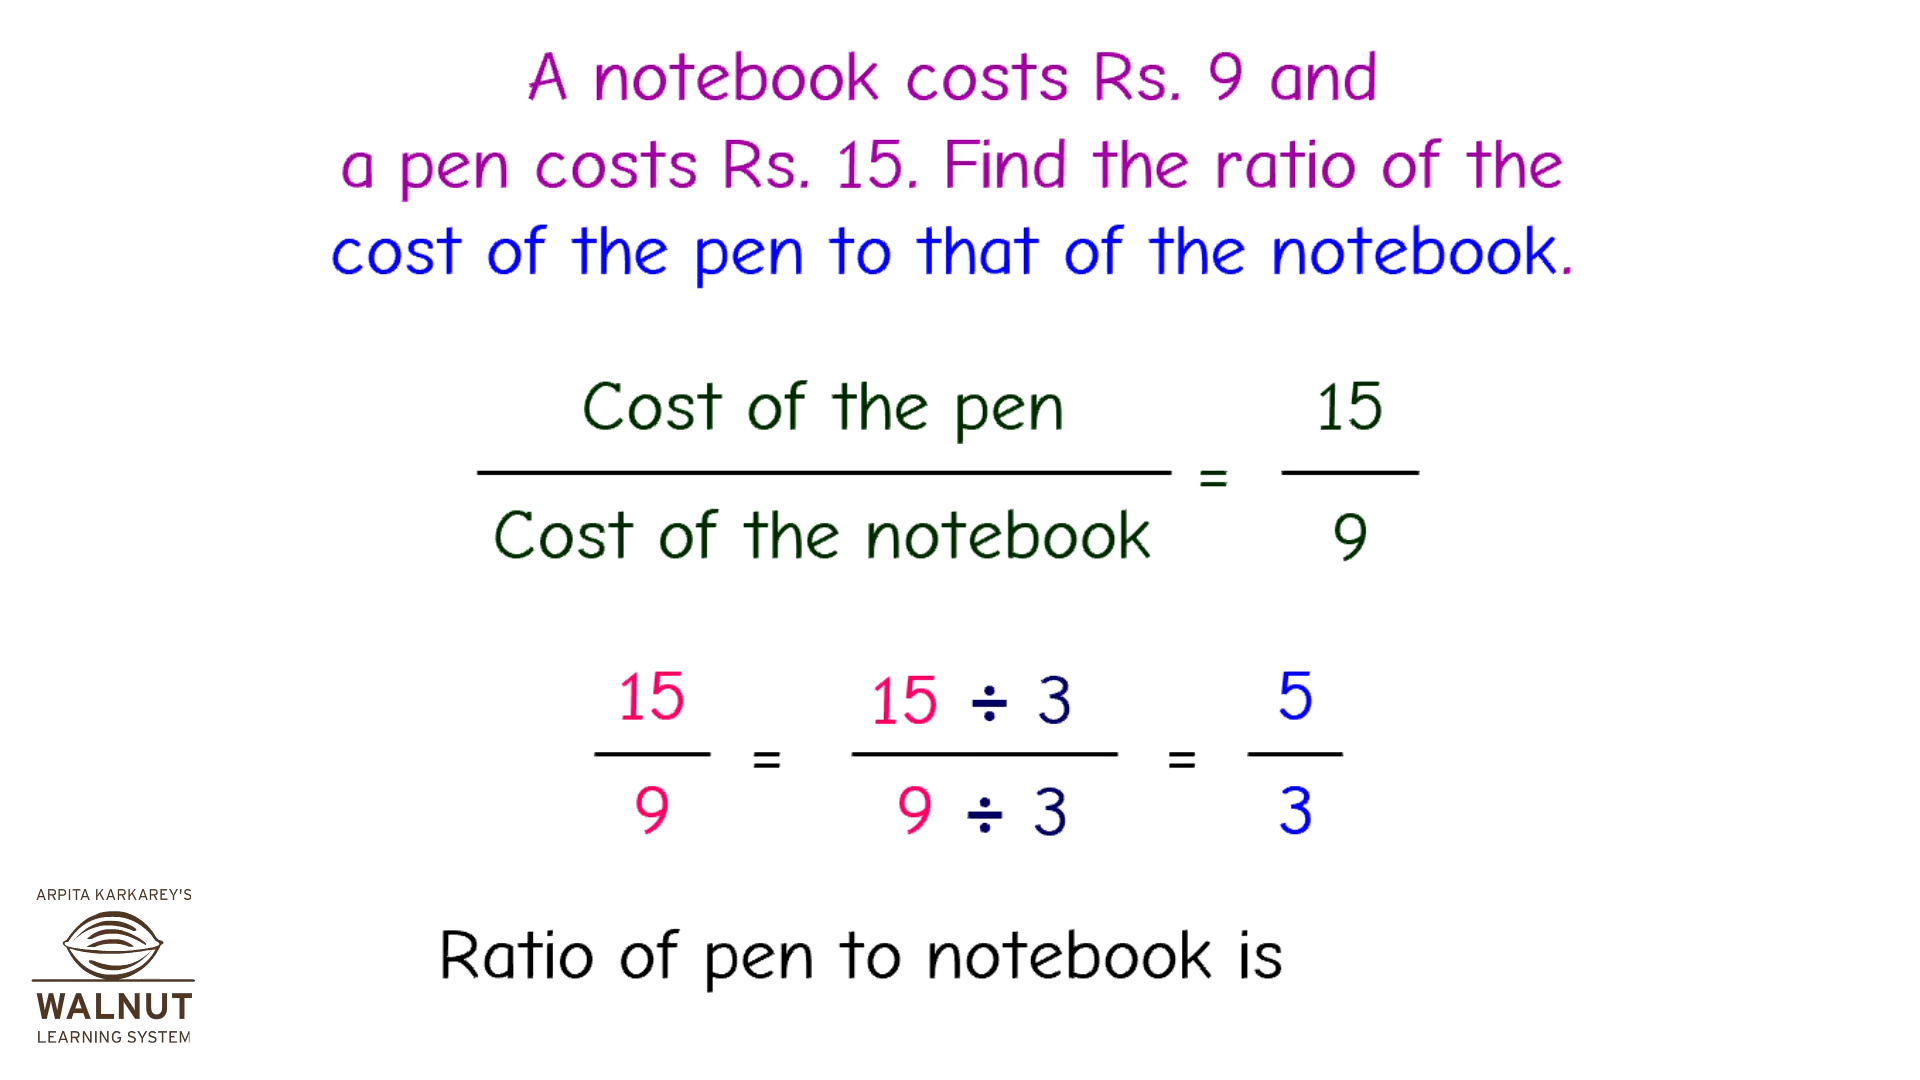 A notebook costs Rs. 9 and
a pen costs Rs. 15. Find the ratio of the
cost of the pen to that of the notebook.
Cost of the pen
Cost of the notebook
=
15
9
15
9
=
15 ÷ 3
9 ÷ 3
=
5
3
Ratio of pen to notebook is
ARPITA KARKAREY'S
WALNUT
LEARNING SYSTEM